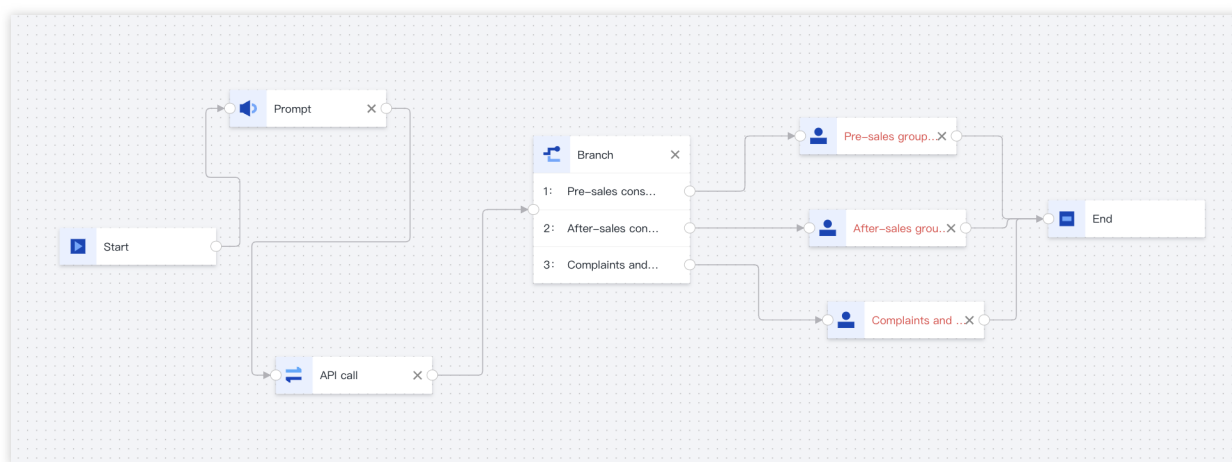 Prompt
Start
API call
Branch
1: Pre-sales cons...
2: After-sales con...
3: Complaints and...
Pre-sales group...
After-sales grou...
Complaints and ...
End